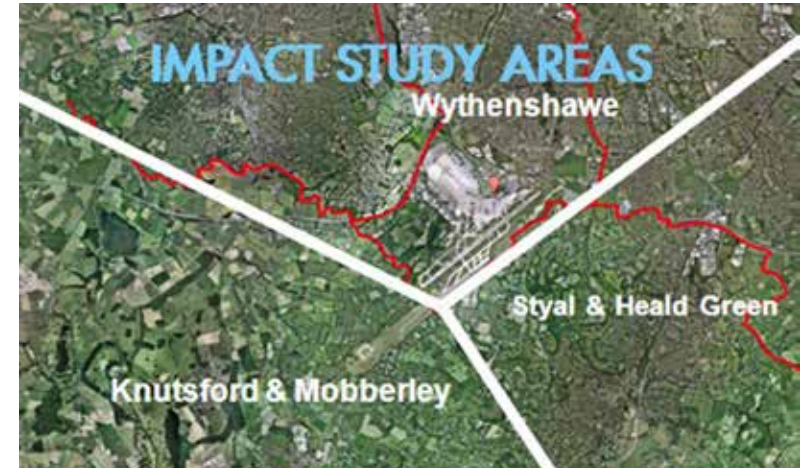 IMPACT STUDY AREAS
Wythenshawe
Styal & Heald Green
Knutsford & Mobberley